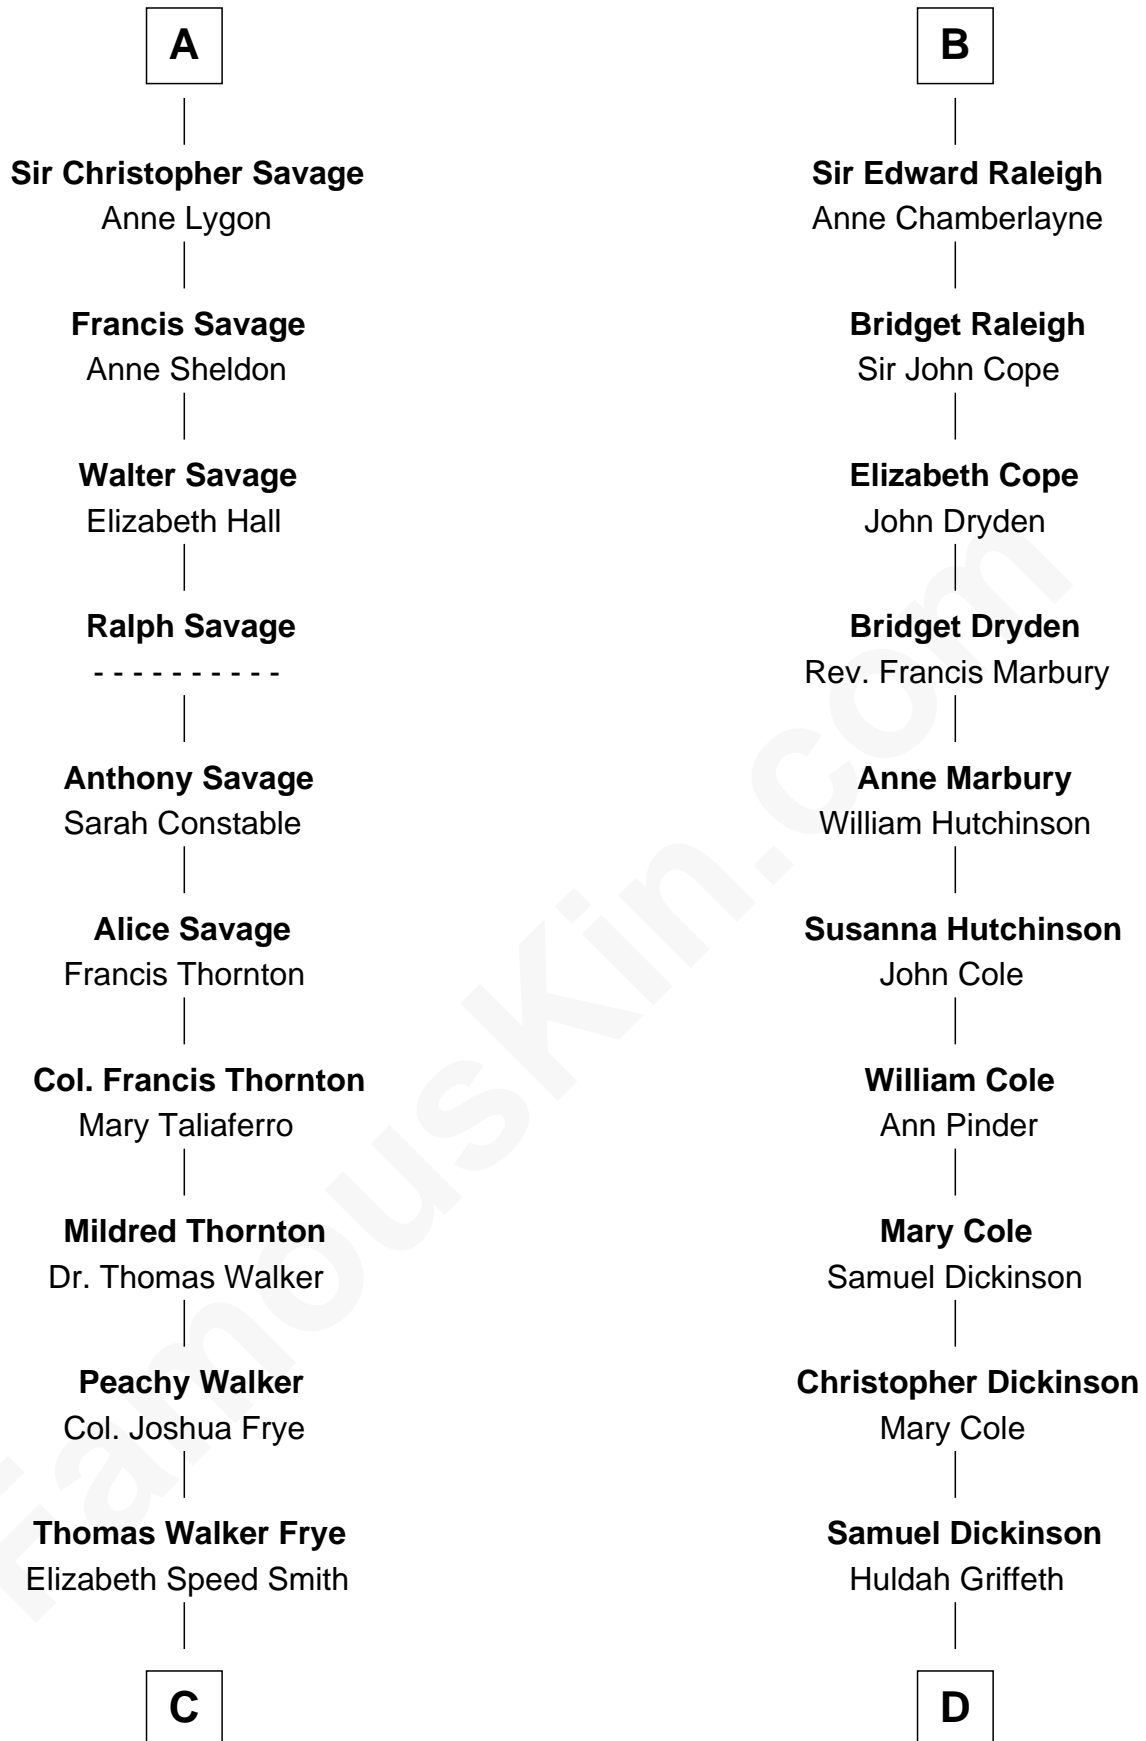 A
Sir Christopher Savage
Anne Lygon
Francis Savage
Anne Sheldon
Walter Savage
Elizabeth Hall
Ralph Savage
- - - - - - - - - -
Anthony Savage
Sarah Constable
Alice Savage
Francis Thornton
Col. Francis Thornton
Mary Taliaferro
Mildred Thornton
Dr. Thomas Walker
Peachy Walker
Col. Joshua Frye
Thomas Walker Frye
Elizabeth Speed Smith
C
B
Sir Edward Raleigh
Anne Chamberlayne
Bridget Raleigh
Sir John Cope
Elizabeth Cope
John Dryden
Bridget Dryden
Rev. Francis Marbury
Anne Marbury
William Hutchinson
Susanna Hutchinson
John Cole
William Cole
Ann Pinder
Mary Cole
Samuel Dickinson
Christopher Dickinson
Mary Cole
Samuel Dickinson
Huldah Griffeth
D
FamousKin.com